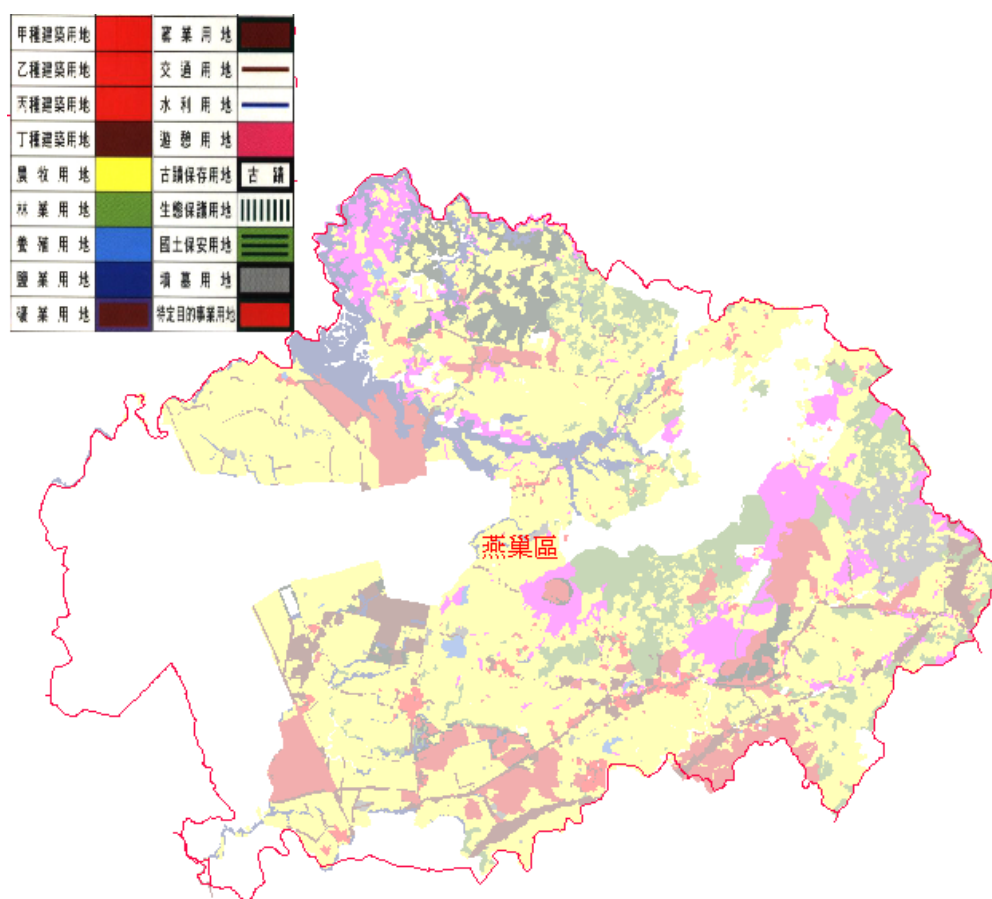 甲種建築用地 窰業用地
乙種建築用地 交通用地
丙種建築用地 水利用地
丁種建築用地 遊憩用地
農牧用地 古蹟保存用地 古蹟
林業用地 生態保護用地
養殖用地 國土保安用地
鹽業用地 墳墓用地
礦業用地 特定目的事業用地
燕巢區